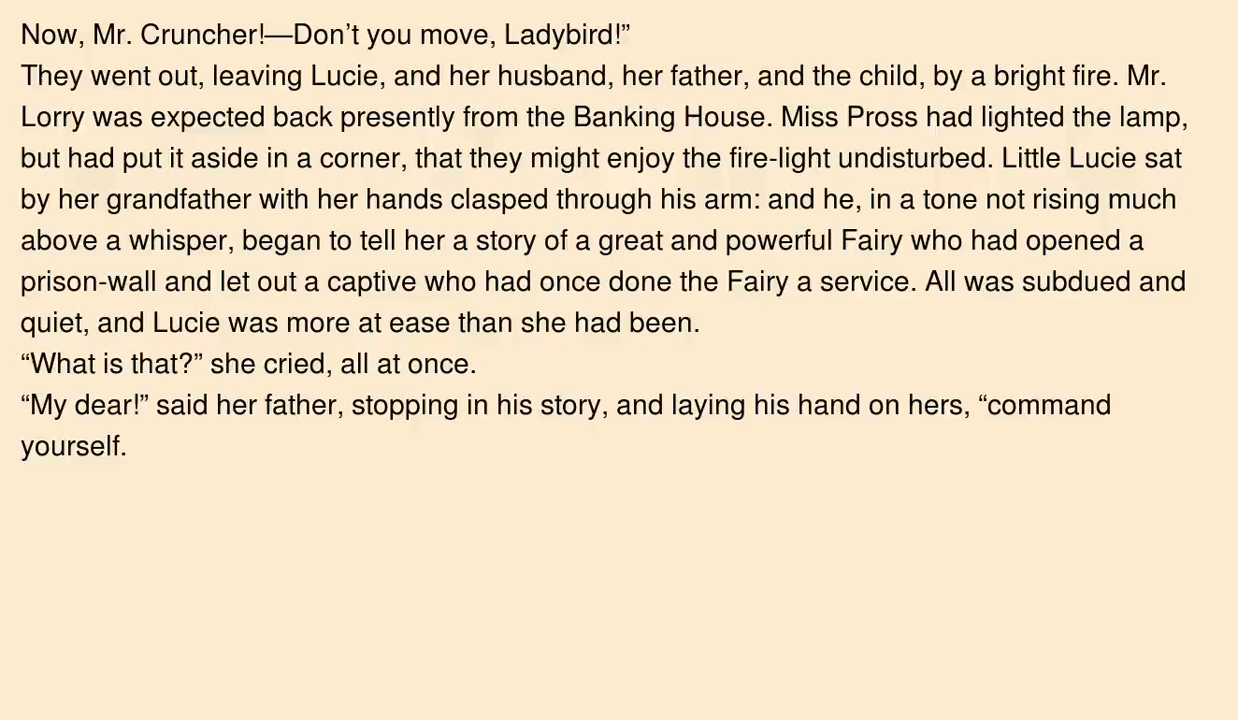 Now, Mr. Cruncher!—Don’t you move, Ladybird!”
They went out, leaving Lucie, and her husband, her father, and the child, by a bright fire. Mr.
Lorry was expected back presently from the Banking House. Miss Pross had lighted the lamp,
but had put it aside in a corner, that they might enjoy the fire-light undisturbed. Little Lucie sat
by her grandfather with her hands clasped through his arm: and he, in a tone not rising much
above a whisper, began to tell her a story of a great and powerful Fairy who had opened a
prison-wall and let out a captive who had once done the Fairy a service. All was subdued and
quiet, and Lucie was more at ease than she had been.
“What is that?” she cried, all at once.
“My dear!” said her father, stopping in his story, and laying his hand on hers, “command
yourself.